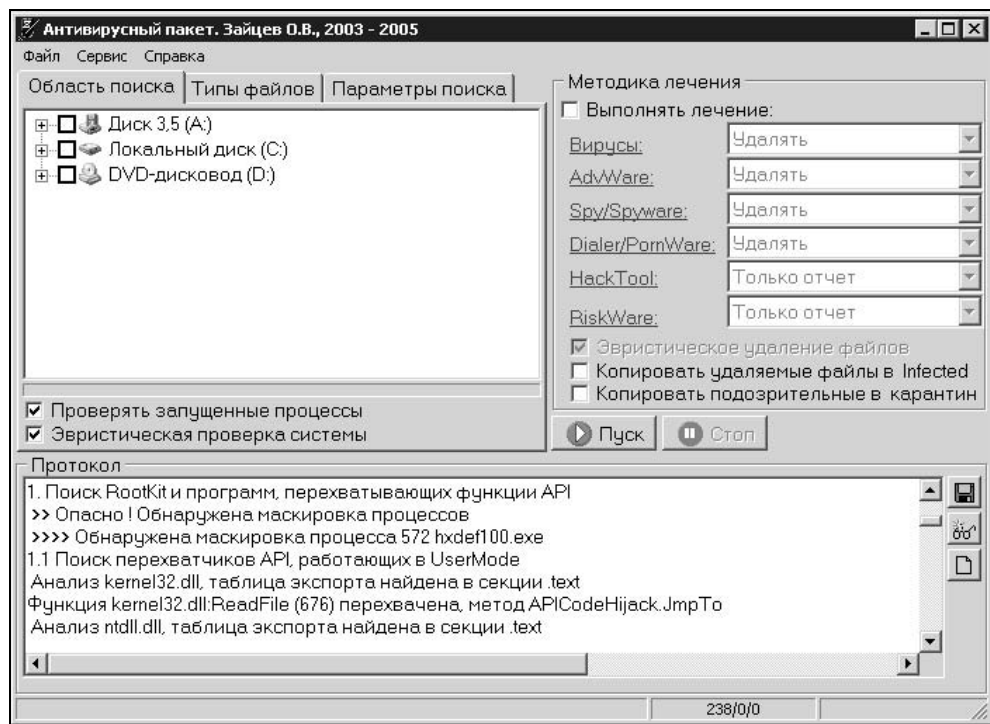 Антивирусный пакет. Зайцев О.В., 2003 - 2005
Файл Сервис Справка
Область поиска Типы файлов Параметры поиска
Диск 3,5 (A:)
Локальный диск (C:)
DVD-дисковод (D:)
Проверять запущенные процессы
Эвристическая проверка системы
Методика лечения
Выполнять лечение:
Вирусы: Удалять
AdvWare: Удалять
Spy/Spyware: Удалять
Dialer/PornWare: Удалять
HackTool: Только отчет
RiskWare: Только отчет
Эвристическое удаление файлов
Копировать удаляемые файлы в Infected
Копировать подозрительные в карантин
Пуск Стоп
Протокол
1. Поиск RootKit и программ, перехватывающих функции API
>> Опасно ! Обнаружена маскировка процессов
>>>> Обнаружена маскировка процесса 572 hxdef100.exe
1.1 Поиск перехватчиков API, работающих в UserMode
Анализ kernel32.dll, таблица экспорта найдена в секции .text
Функция kernel32.dll:ReadFile (676) перехвачена, метод APICodeHijack.JmpTo
Анализ ntdll.dll, таблица экспорта найдена в секции .text
238/0/0